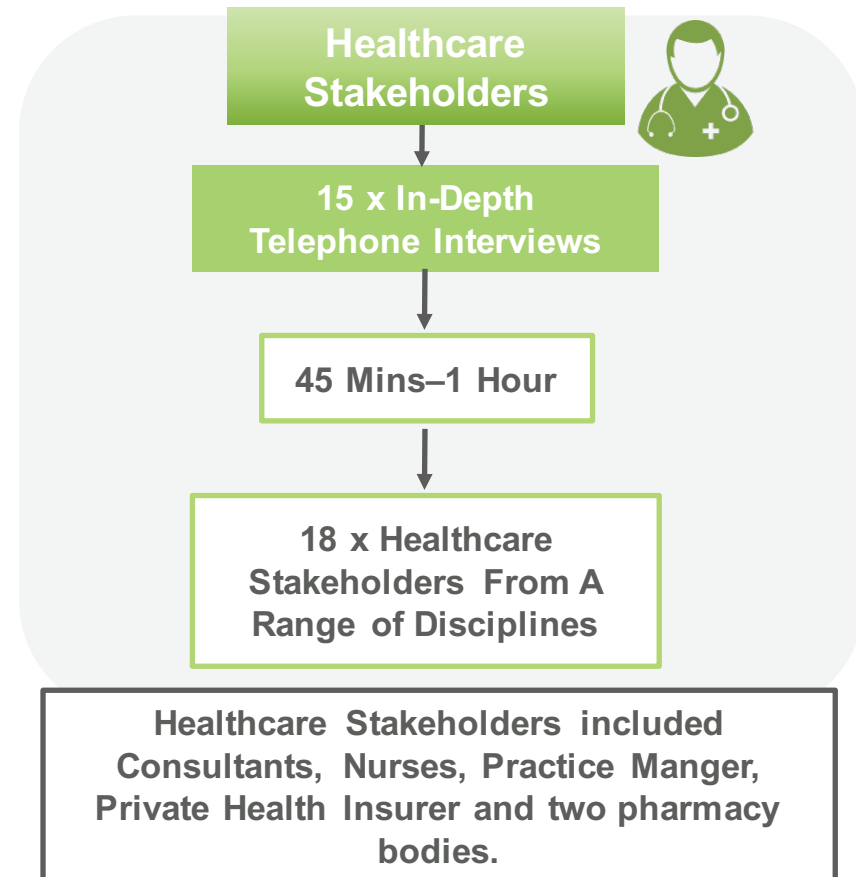 Healthcare
Stakeholders
15 x In-Depth
Telephone Interviews
45 Mins–1 Hour
18 x Healthcare
Stakeholders From A
Range of Disciplines
Healthcare Stakeholders included
Consultants, Nurses, Practice Manger,
Private Health Insurer and two pharmacy
bodies.